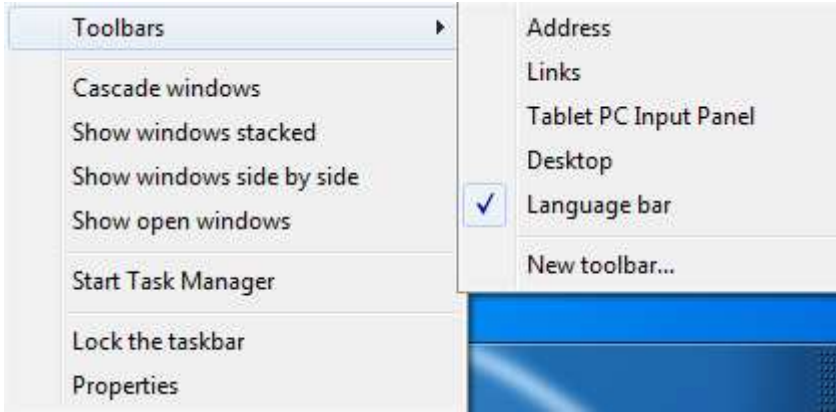 Toolbars
Cascade windows
Show windows stacked
Show windows side by side
Show open windows
Start Task Manager
Lock the taskbar
Properties
Address
Links
Tablet PC Input Panel
Desktop
Language bar
New toolbar...